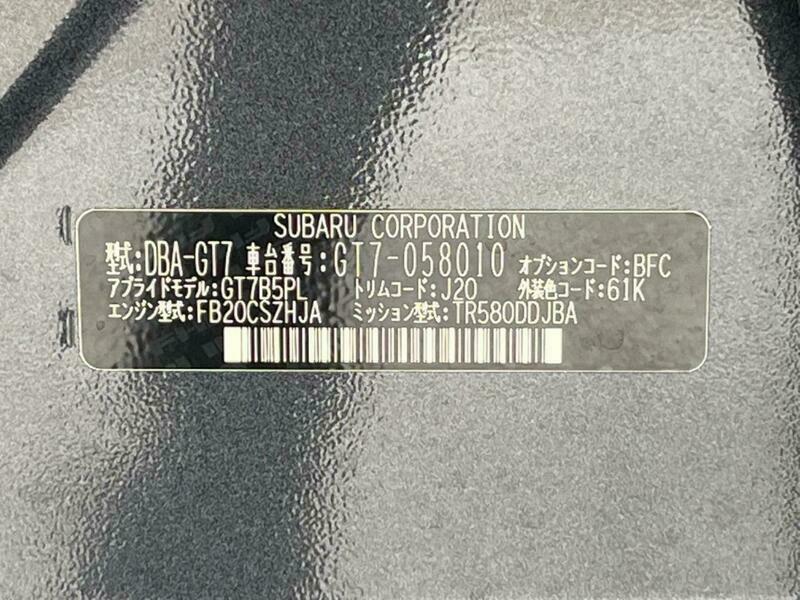 SUBARU CORPORATION
型式:DBA-GT7 車台番号:GT7-058010 オプションコード:BFC
アプライドモデル:GT7B5PL トリムコード:J20 外装色コード:61K
エンジン型式:FB20CSZHJA ミッション型式:TR580DDJBA